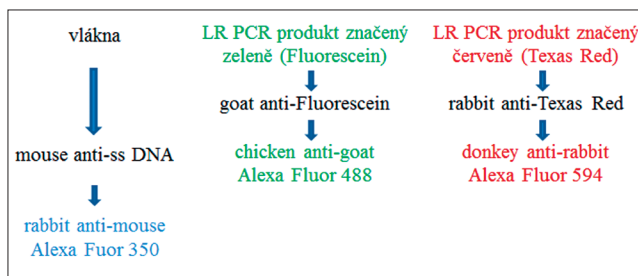 vlákna
mouse anti-ss DNA
rabbit anti-mouse
Alexa Fuor 350
LR PCR produkt značený
zeleně (Fluorescein)
goat anti-Fluorescein
chicken anti-goat
Alexa Fluor 488
LR PCR produkt značený
červeně (Texas Red)
rabbit anti-Texas Red
donkey anti-rabbit
Alexa Fluor 594